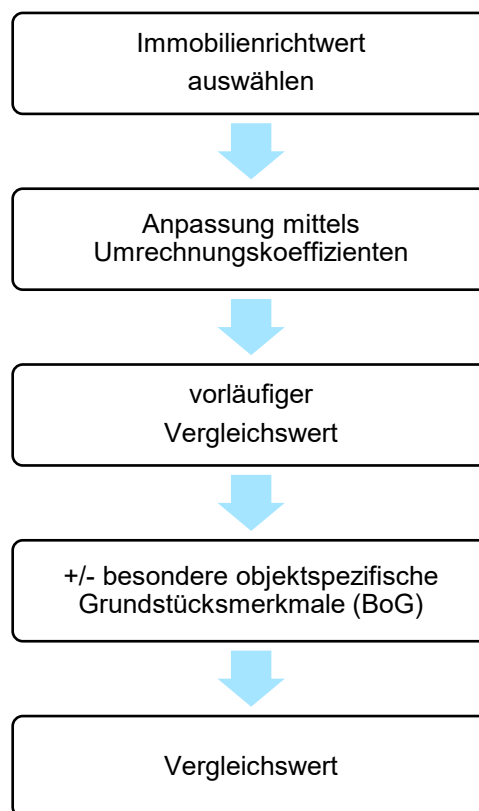 Immobilienrichtwert
auswählen
Anpassung mittels
Umrechnungskoeffizienten
vorläufiger
Vergleichswert
+/- besondere objektspezifische
Grundstücksmerkmale (BoG)
Vergleichswert